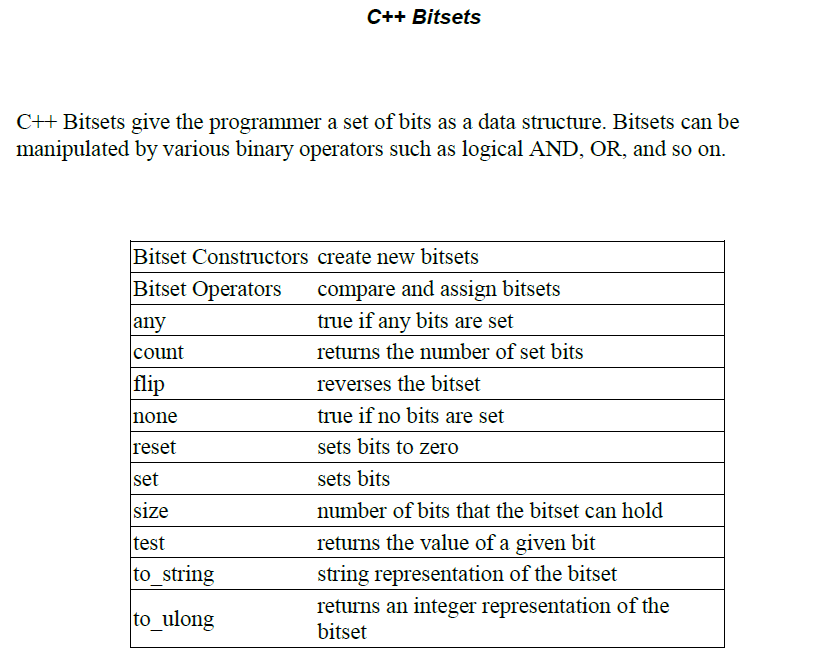 C++ Bitsets
C++ Bitsets give the programmer a set of bits as a data structure. Bitsets can be
manipulated by various binary operators such as logical AND, OR, and so on.
Bitset Constructors create new bitsets
Bitset Operators compare and assign bitsets
any true if any bits are set
count returns the number of set bits
flip reverses the bitset
none true if no bits are set
reset sets bits to zero
set sets bits
size number of bits that the bitset can hold
test returns the value of a given bit
to_string string representation of the bitset
to_ulong returns an integer representation of the
bitset